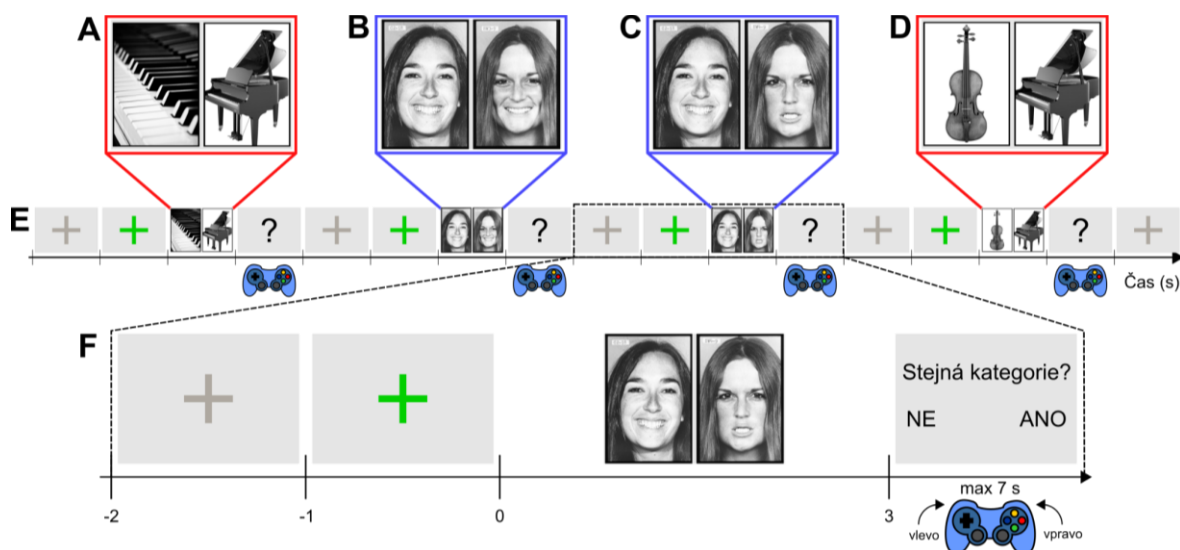 A
B
C
D
E
?
?
?
?
Čas (s)
F
Stejná kategorie?
NE ANO
-2
-1
0
3
max 7 s
vlevo
vpravo